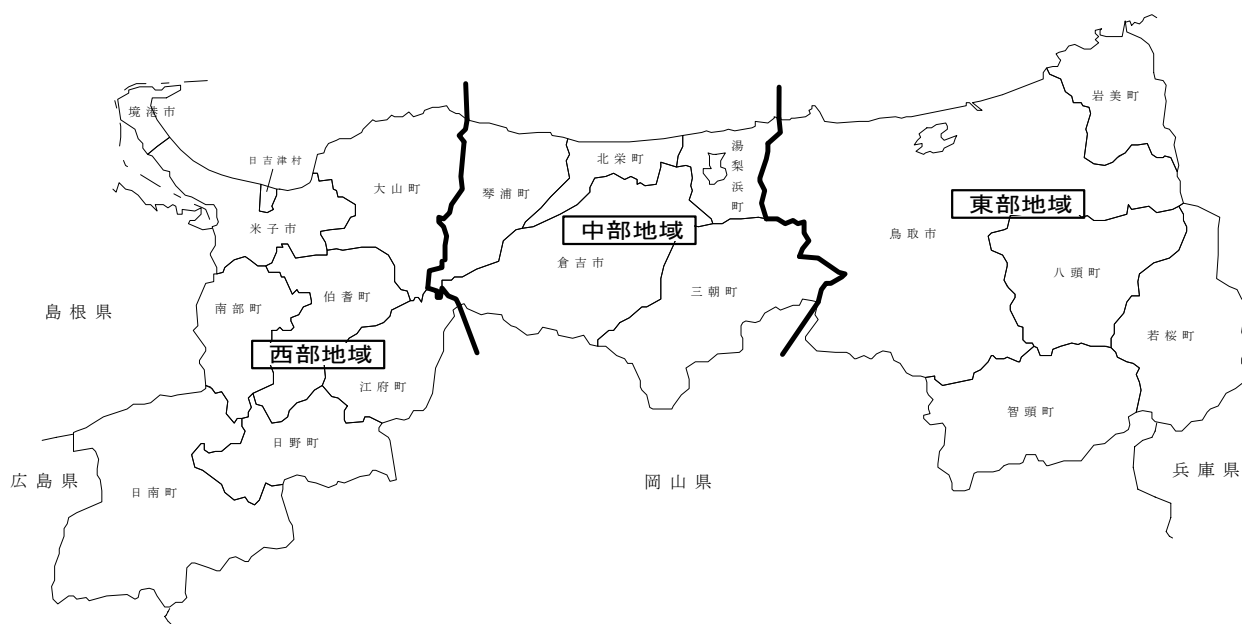 境港市
日吉津村
米子市
大山町
南部町
伯耆町
西部地域
江府町
日野町
日南町
琴浦町
北栄町
湯梨浜町
中部地域
倉吉市
三朝町
岩美町
東部地域
鳥取市
八頭町
若桜町
智頭町
島根県
広島県
岡山県
兵庫県